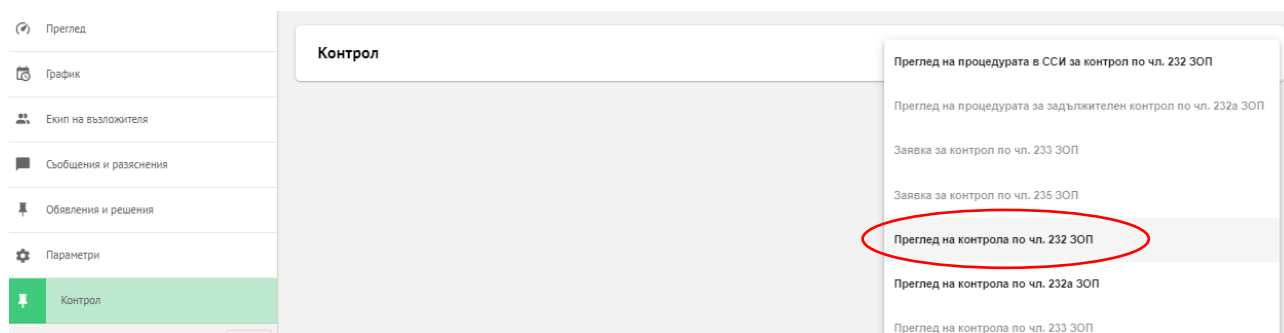 Преглед
График
Екип на възложителя
Съобщения и разяснения
Обявления и решения
Параметри
Контрол
Контрол
Преглед на процедурата в ССИ за контрол по чл. 232 ЗОП
Преглед на процедурата за задължителен контрол по чл. 232а ЗОП
Заявка за контрол по чл. 233 ЗОП
Заявка за контрол по чл. 235 ЗОП
Преглед на контрола по чл. 232 ЗОП
Преглед на контрола по чл. 232а ЗОП
Преглед на контрола по чл. 233 ЗОП